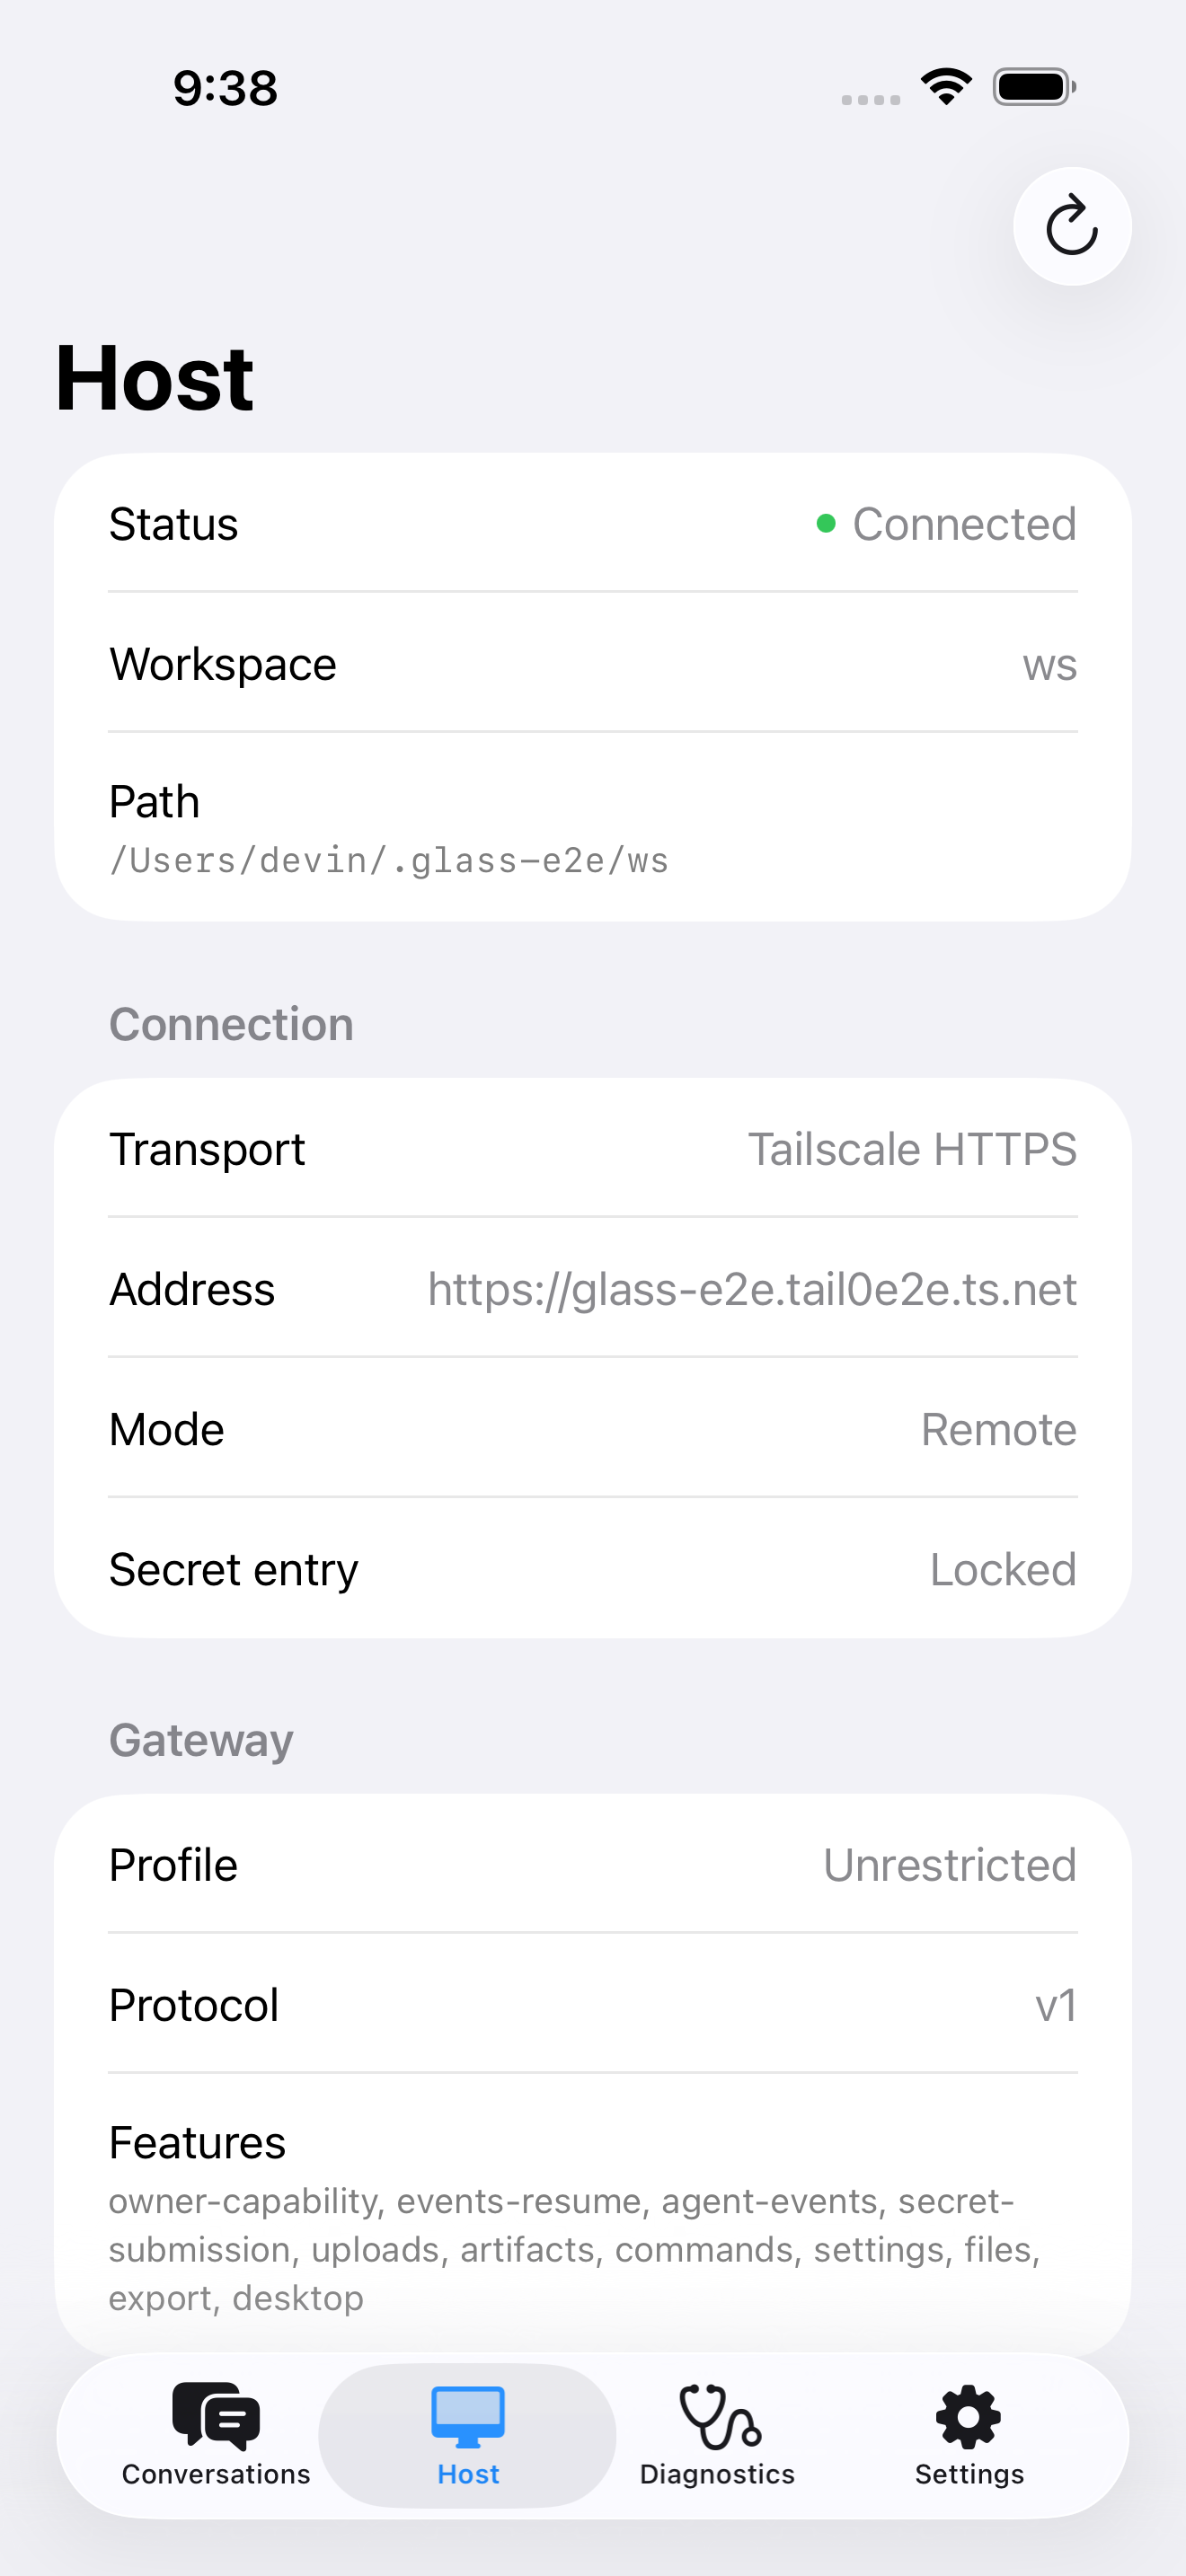 9:38
Host
Status
Connected
Workspace
ws
Path
/Users/devin/.glass-e2e/ws
Connection
Transport
Tailscale HTTPS
Address
https://glass-e2e.tail0e2e.ts.net
Mode
Remote
Secret entry
Locked
Gateway
Profile
Unrestricted
Protocol
v1
Features
owner-capability, events-resume, agent-events, secret-
submission, uploads, artifacts, commands, settings, files,
export, desktop
Conversations
Host
Diagnostics
Settings